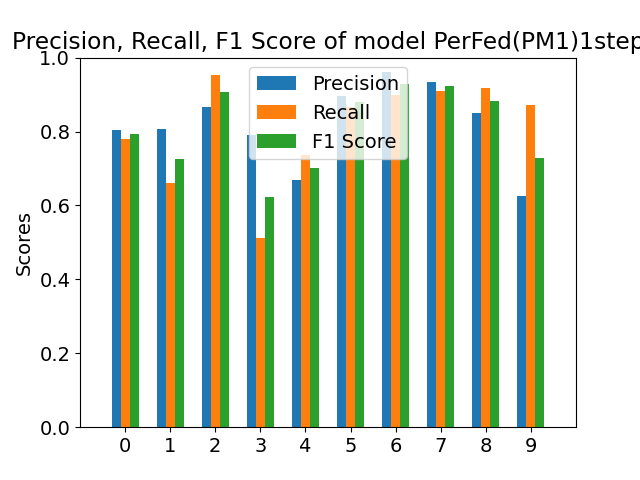 Precision, Recall, F1 Score of model PerFed(PM1)1step
1.0
0.8
0.6
0.4
0.2
0.0
Scores
Precision
Recall
F1 Score
0 1 2 3 4 5 6 7 8 9